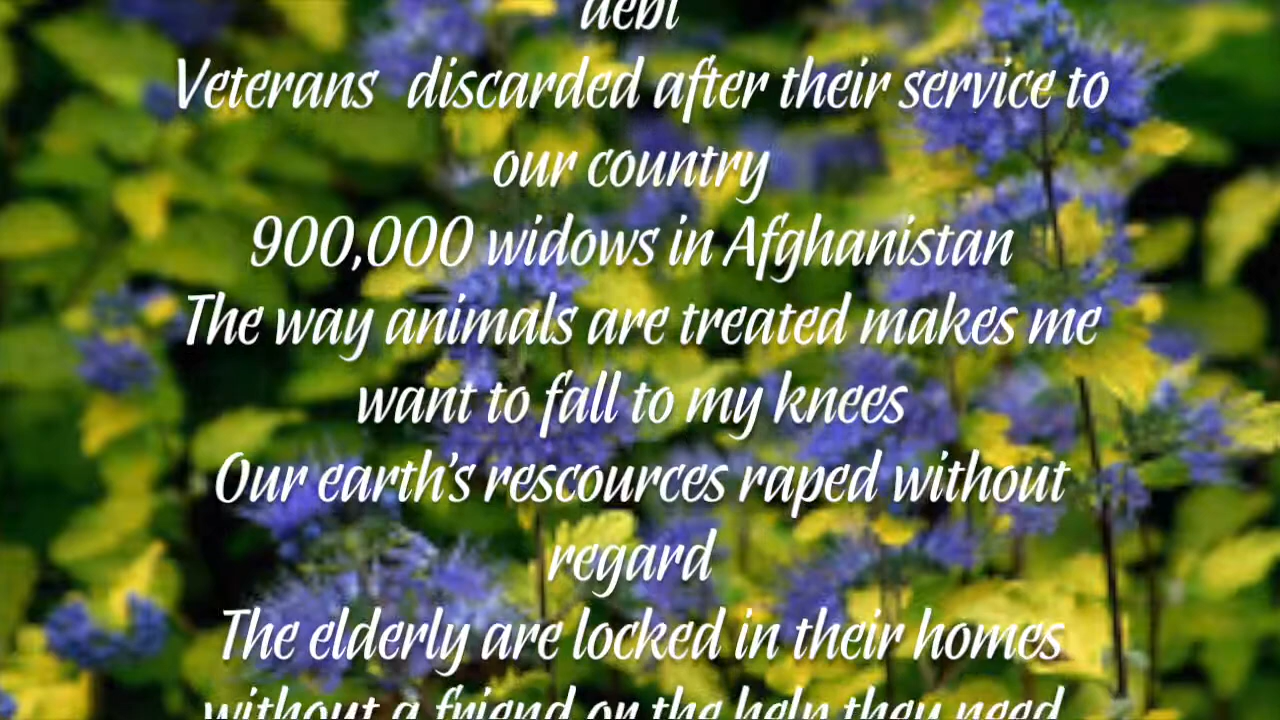 debt
Veterans discarded after their service to
our country
900,000 widows in Afghanistan
The way animals are treated makes me
want to fall to my knees
Our earth’s rescources raped without
regard
The elderly are locked in their homes
without a friend or the help they need